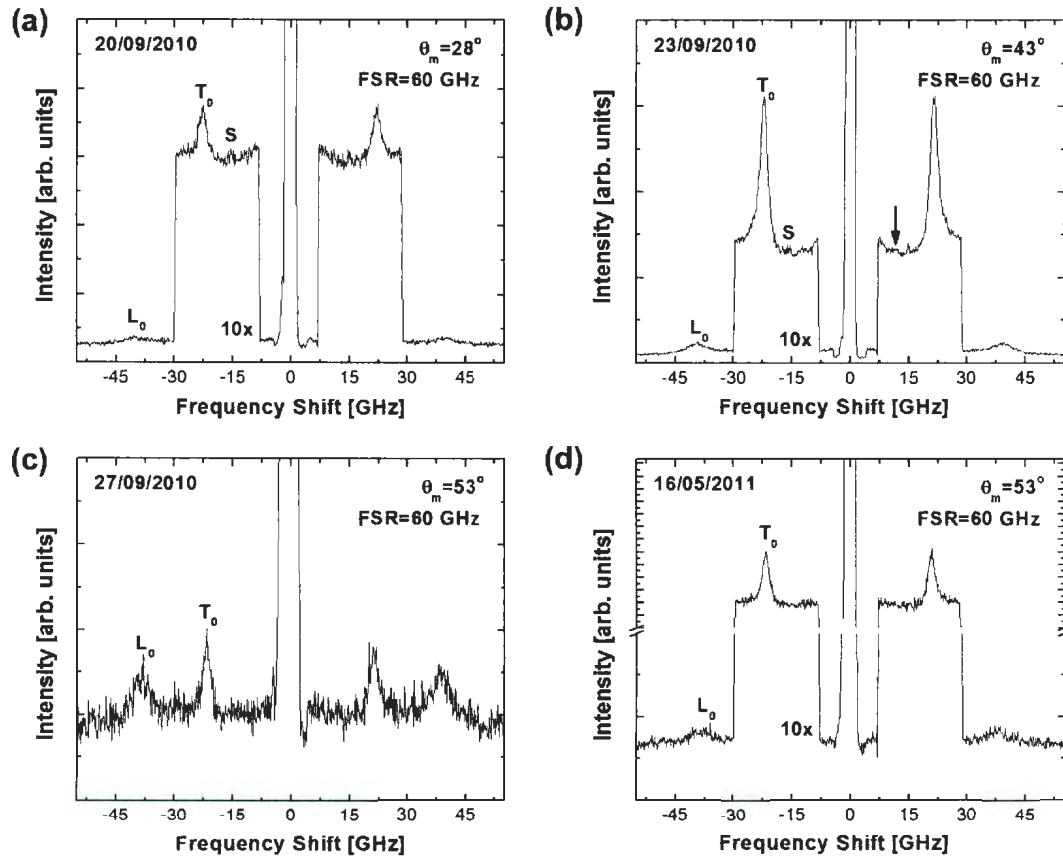 (a)
20/09/2010
θm=28°
FSR=60 GHz
T0
S
L0
10x
Intensity [arb. units]
-45 -30 -15 0 15 30 45
Frequency Shift [GHz]
(b)
23/09/2010
θm=43°
FSR=60 GHz
T0
S
L0
10x
Intensity [arb. units]
-45 -30 -15 0 15 30 45
Frequency Shift [GHz]
(c)
27/09/2010
θm=53°
FSR=60 GHz
L0
T0
Intensity [arb. units]
-45 -30 -15 0 15 30 45
Frequency Shift [GHz]
(d)
16/05/2011
θm=53°
FSR=60 GHz
T0
L0
10x
Intensity [arb. units]
-45 -30 -15 0 15 30 45
Frequency Shift [GHz]